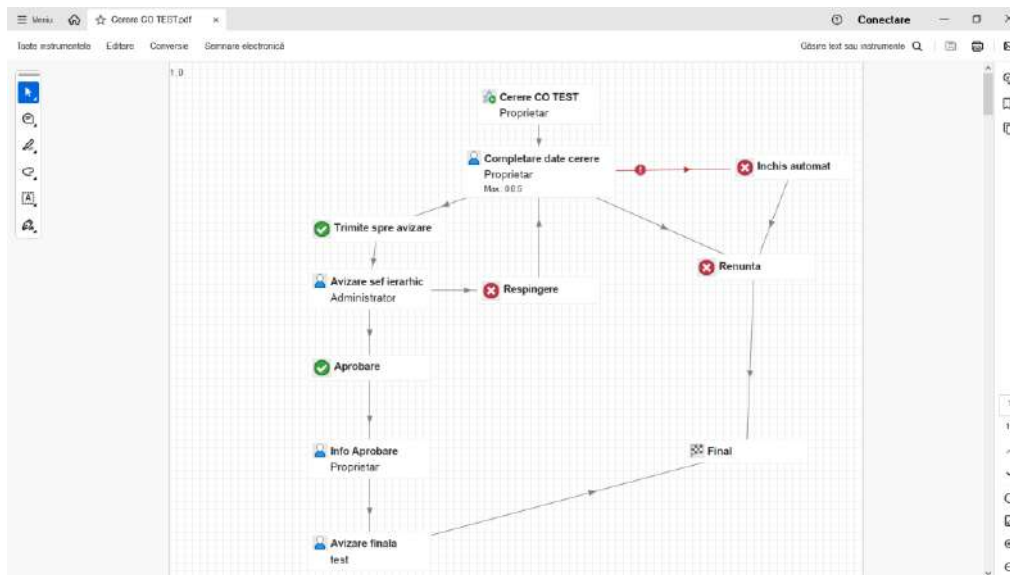 Meniu
Cerere CO TEST.pdf
Conectare
Toate instrumentele Editare Conversie Semnare electronică
Găsire text sau instrumente
Cerere CO TEST
Proprietar
Completare date cerere
Proprietar
Inchis automat
Trimite spre avizare
Renunta
Avizare sef ierarhic
Administrator
Respingere
Aprobare
Info Aprobare
Proprietar
Final
Avizare finala
test